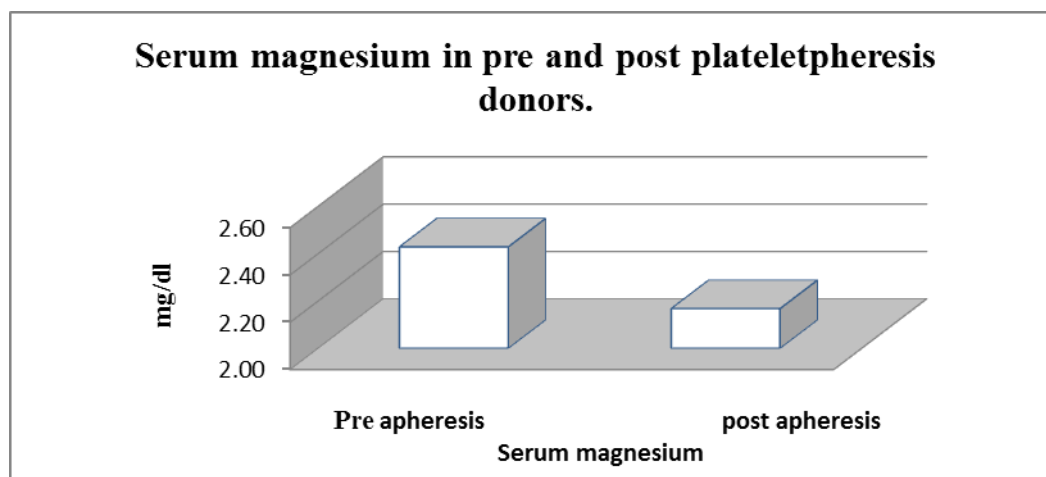 Serum magnesium in pre and post plateletpheresis
donors.
2.60
2.40
2.20
2.00
mg/dl
Pre apheresis
post apheresis
Serum magnesium